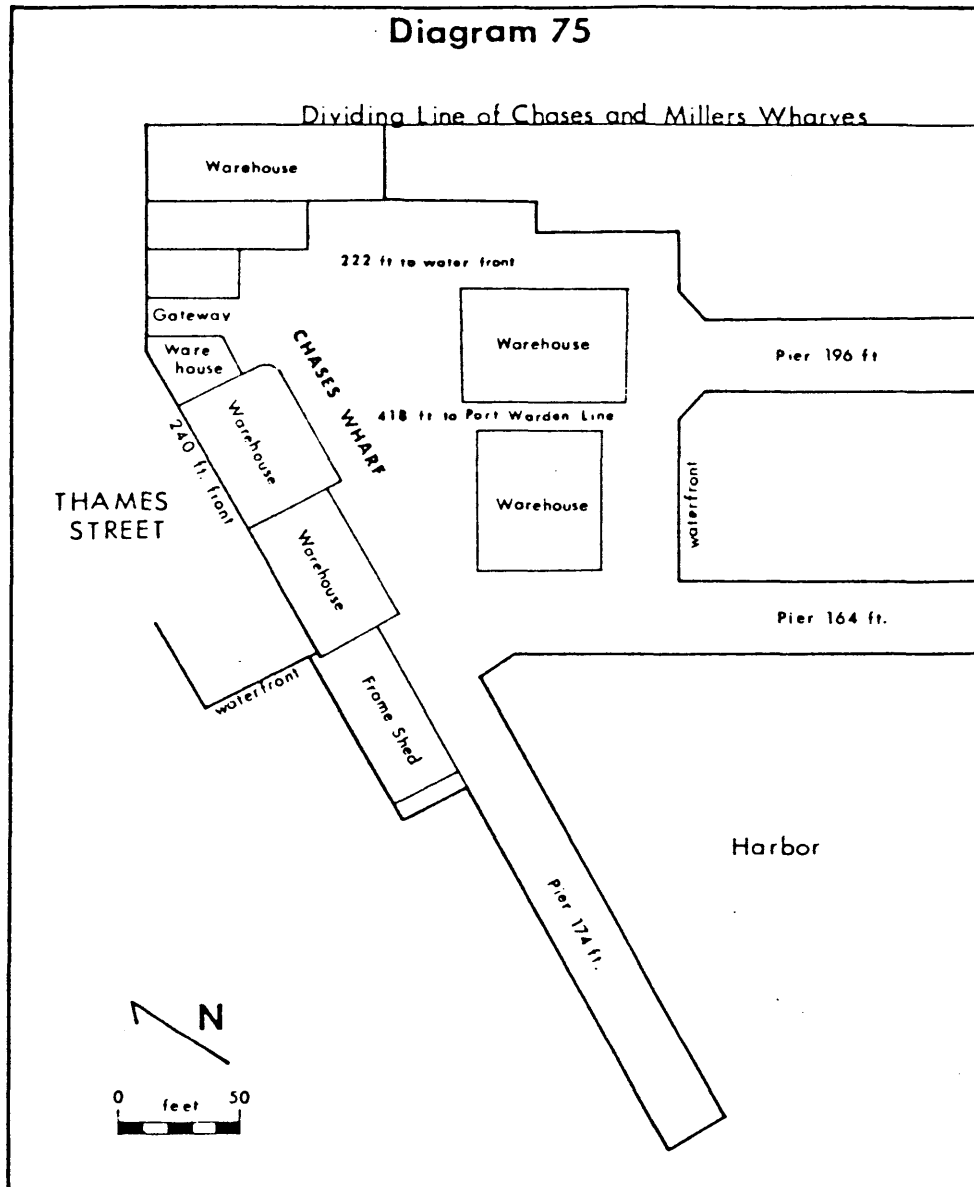 Diagram 75
Dividing Line of Chases and Millers Wharves
Warehouse
222 ft to water front
Gateway
Ware
house
Warehouse
Pier 196 ft
CHASES WHARF
418 ft to Port Warden Line
Warehouse
240 ft. front
THAMES
STREET
Warehouse
waterfront
Warehouse
Pier 164 ft.
waterfront
Frame Shed
Harbor
Pier 174 ft.
N
0 feet 50